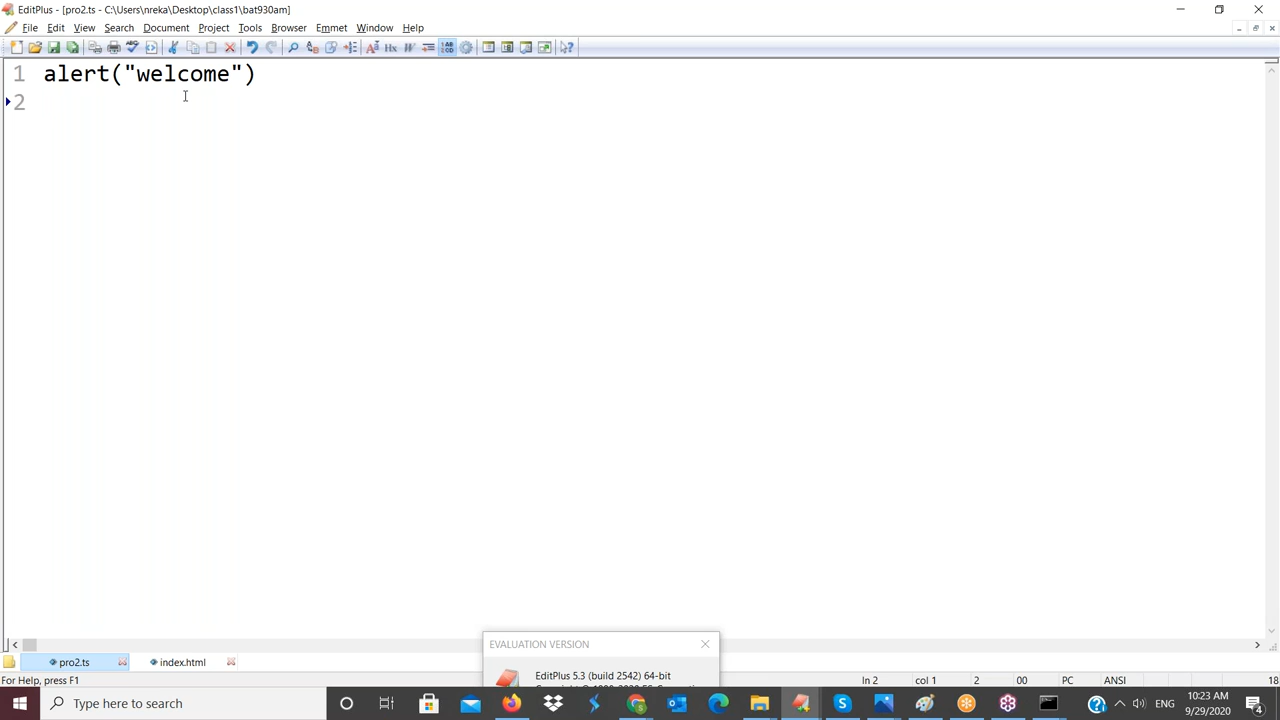 EditPlus - [pro2.ts - C:\Users\nreka\Desktop\class1\bat930am]
File Edit View Search Document Project Tools Browser Emmet Window Help
1 alert("welcome")
2
EVALUATION VERSION
EditPlus 5.3 (build 2542) 64-bit
pro2.ts index.html
For Help, press F1 ln 2 col 1 2 00 PC ANSI 18
Type here to search
ENG
10:23 AM
9/29/2020